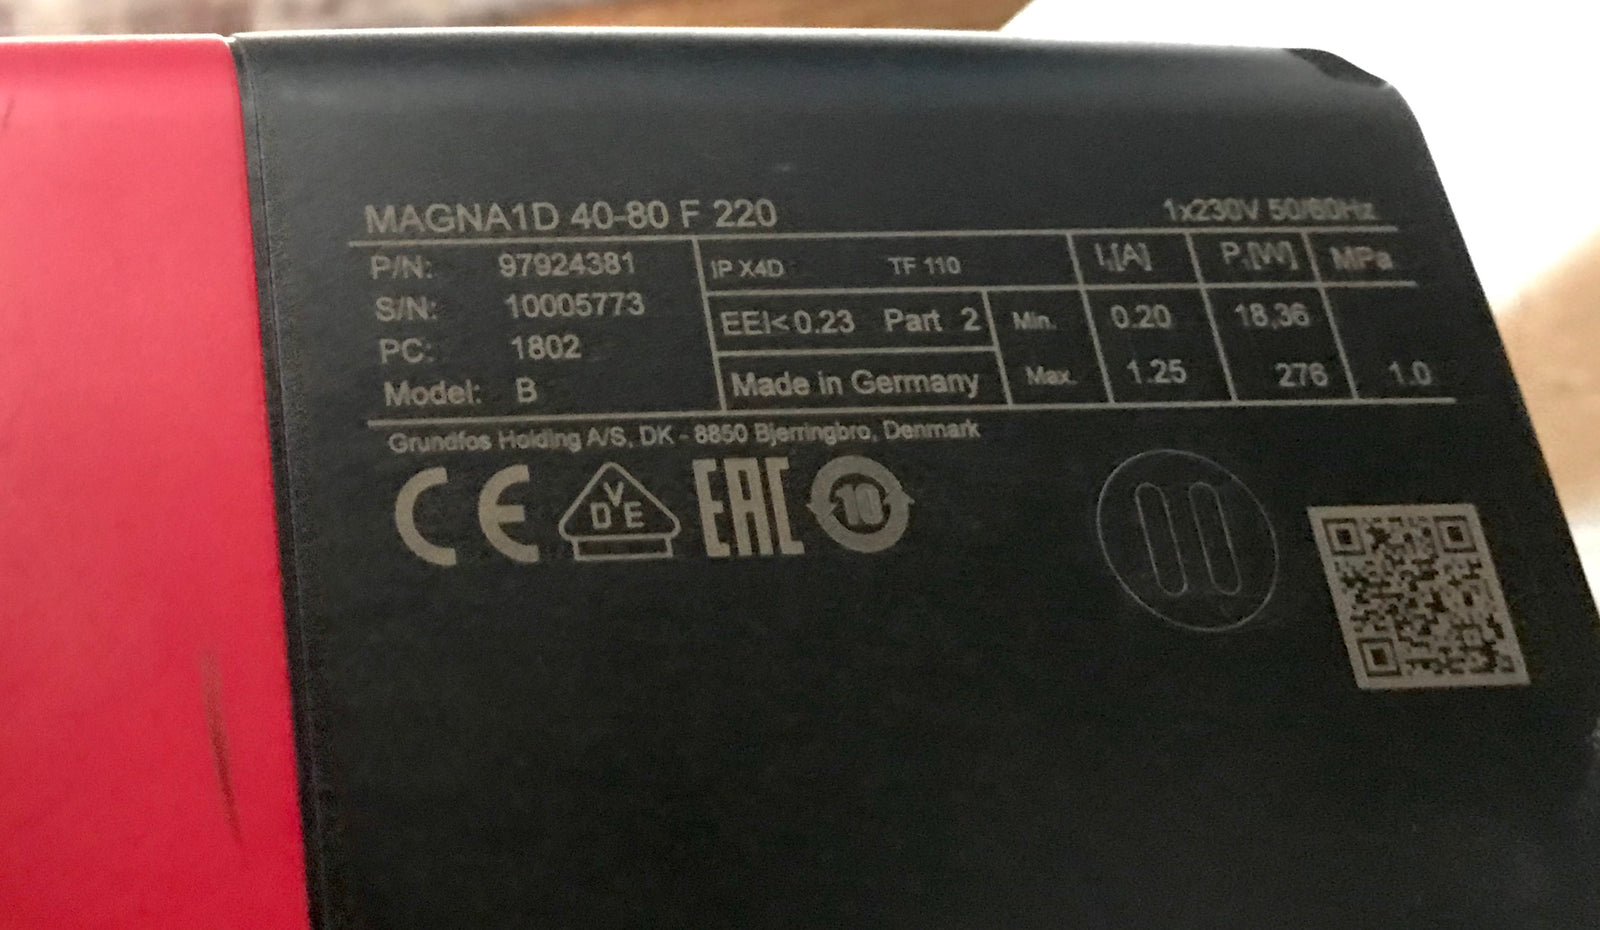 MAGNA1D 40-80 F 220 1x230V 50/60Hz
P/N: 97924381 IP X4D TF 110 I₁[A] P₁[W] MPa
S/N: 10005773 EEI<0.23 Part 2 Min. 0.20 18,36
PC: 1802
Model: B Made in Germany Max. 1.25 276 1.0
Grundfos Holding A/S, DK - 8850 Bjerringbro, Denmark
CE VDE EAC 10